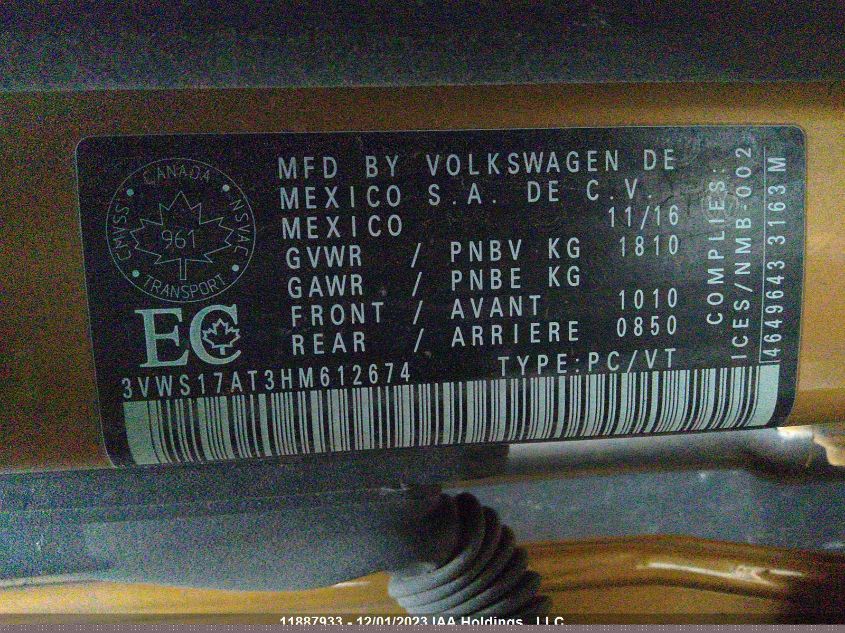 CANADA
CMVSS
NSVAC
961
TRANSPORT
EC
MFD BY VOLKSWAGEN DE
MEXICO S.A. DE C.V.
MEXICO 11/16
GVWR / PNBV KG 1810
GAWR / PNBE KG
FRONT / AVANT 1010
REAR / ARRIERE 0850
3VWS17AT3HM612674 TYPE:PC/VT
COMPLIES:
ICES/NMB-002
4649643 3163 M
11887933 - 12/01/2023 IAA Holdings, LLC